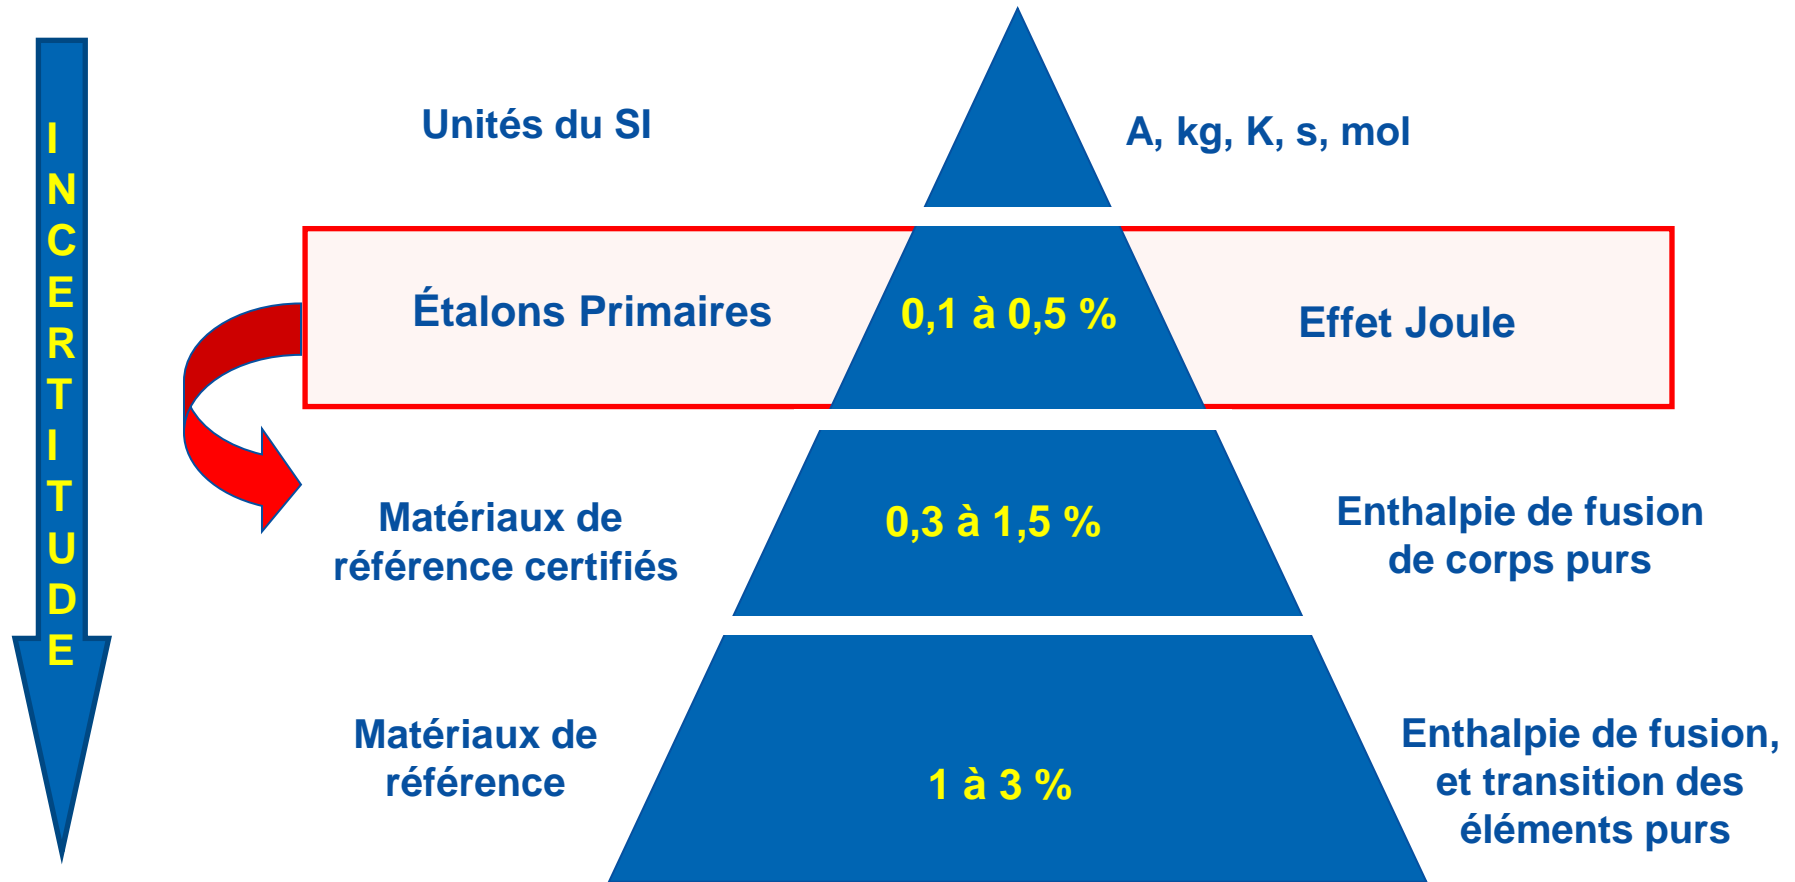 INCERTITUDE
Unités du SI
A, kg, K, s, mol
Étalons Primaires
0,1 à 0,5 %
Effet Joule
Matériaux de
référence certifiés
0,3 à 1,5 %
Enthalpie de fusion
de corps purs
Matériaux de
référence
1 à 3 %
Enthalpie de fusion,
et transition des
éléments purs